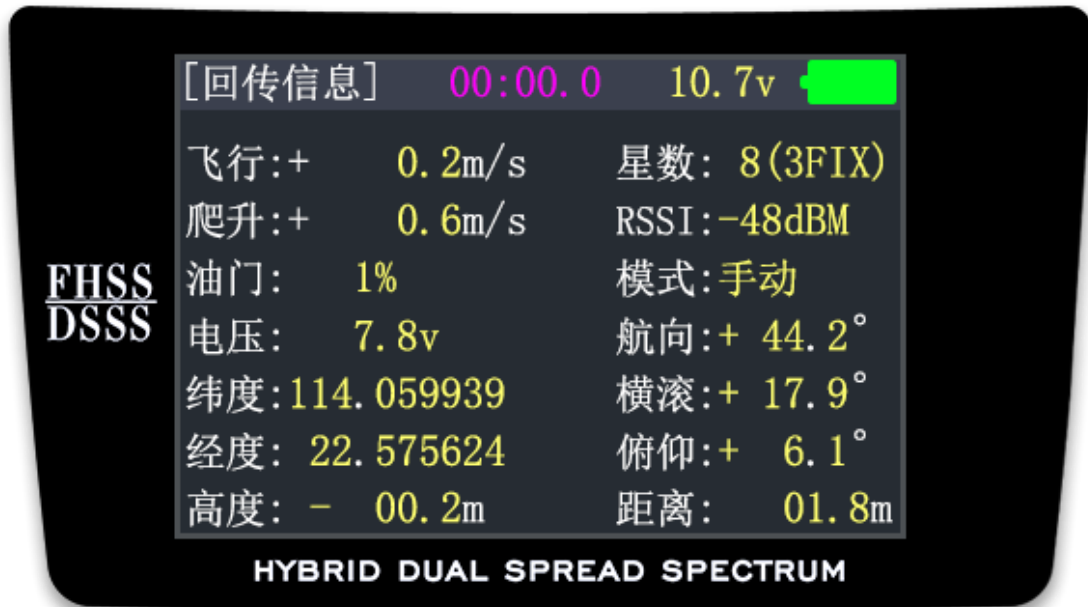 [回传信息] 00:00.0 10.7v
飞行:+ 0.2m/s 星数: 8(3FIX)
爬升:+ 0.6m/s RSSI:-48dBM
油门: 1% 模式:手动
电压: 7.8v 航向:+ 44.2°
纬度:114.059939 横滚:+ 17.9°
经度: 22.575624 俯仰:+ 6.1°
高度: - 00.2m 距离: 01.8m
FHSS
DSSS
HYBRID DUAL SPREAD SPECTRUM